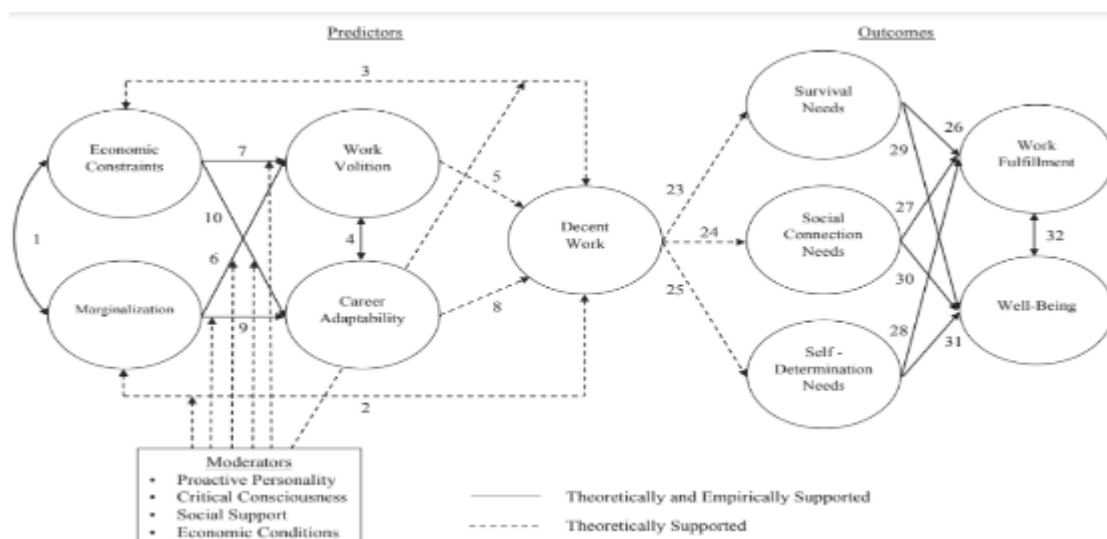 Predictors
Outcomes
3
Survival
Needs
Economic
Constraints
7
Work
Volition
26
29
Work
Fulfillment
5
23
10
Decent
Work
Social
Connection
Needs
27
1
4
24
32
6
30
25
Marginalization
9
Career
Adaptability
8
Well-Being
28
31
Self -
Determination
Needs
2
Moderators
• Proactive Personality
• Critical Consciousness
• Social Support
• Economic Conditions
Theoretically and Empirically Supported
Theoretically Supported